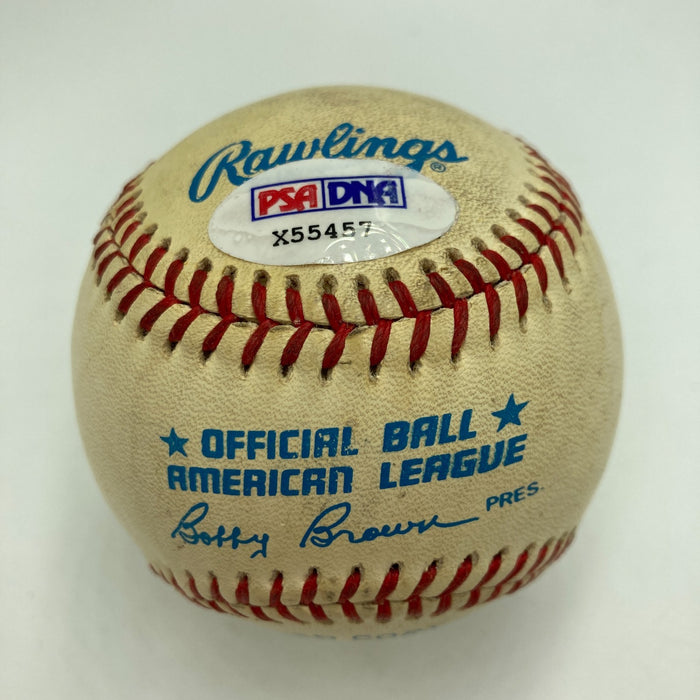 Rawlings®
PSA DNA
X55457
★ OFFICIAL BALL ★
AMERICAN LEAGUE
Bobby Brown PRES.